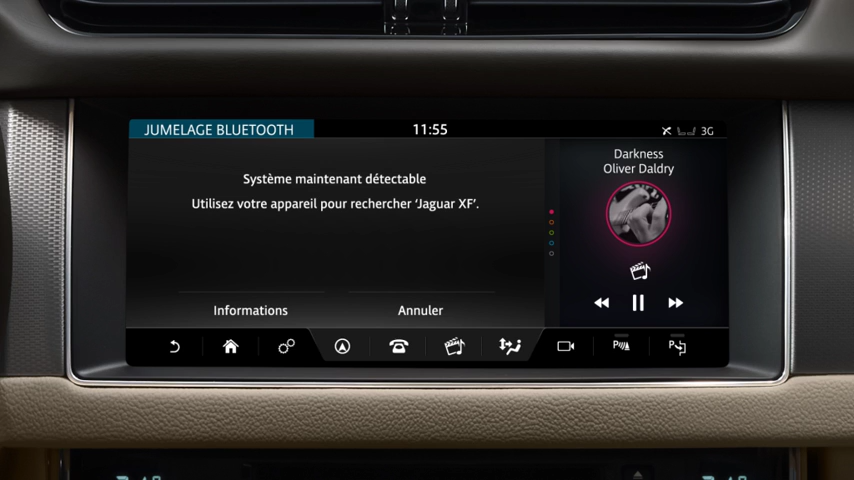 JUMELAGE BLUETOOTH
11:55
3G
Système maintenant détectable
Utilisez votre appareil pour rechercher ‘Jaguar XF’.
Informations
Annuler
Darkness
Oliver Daldry
P
P